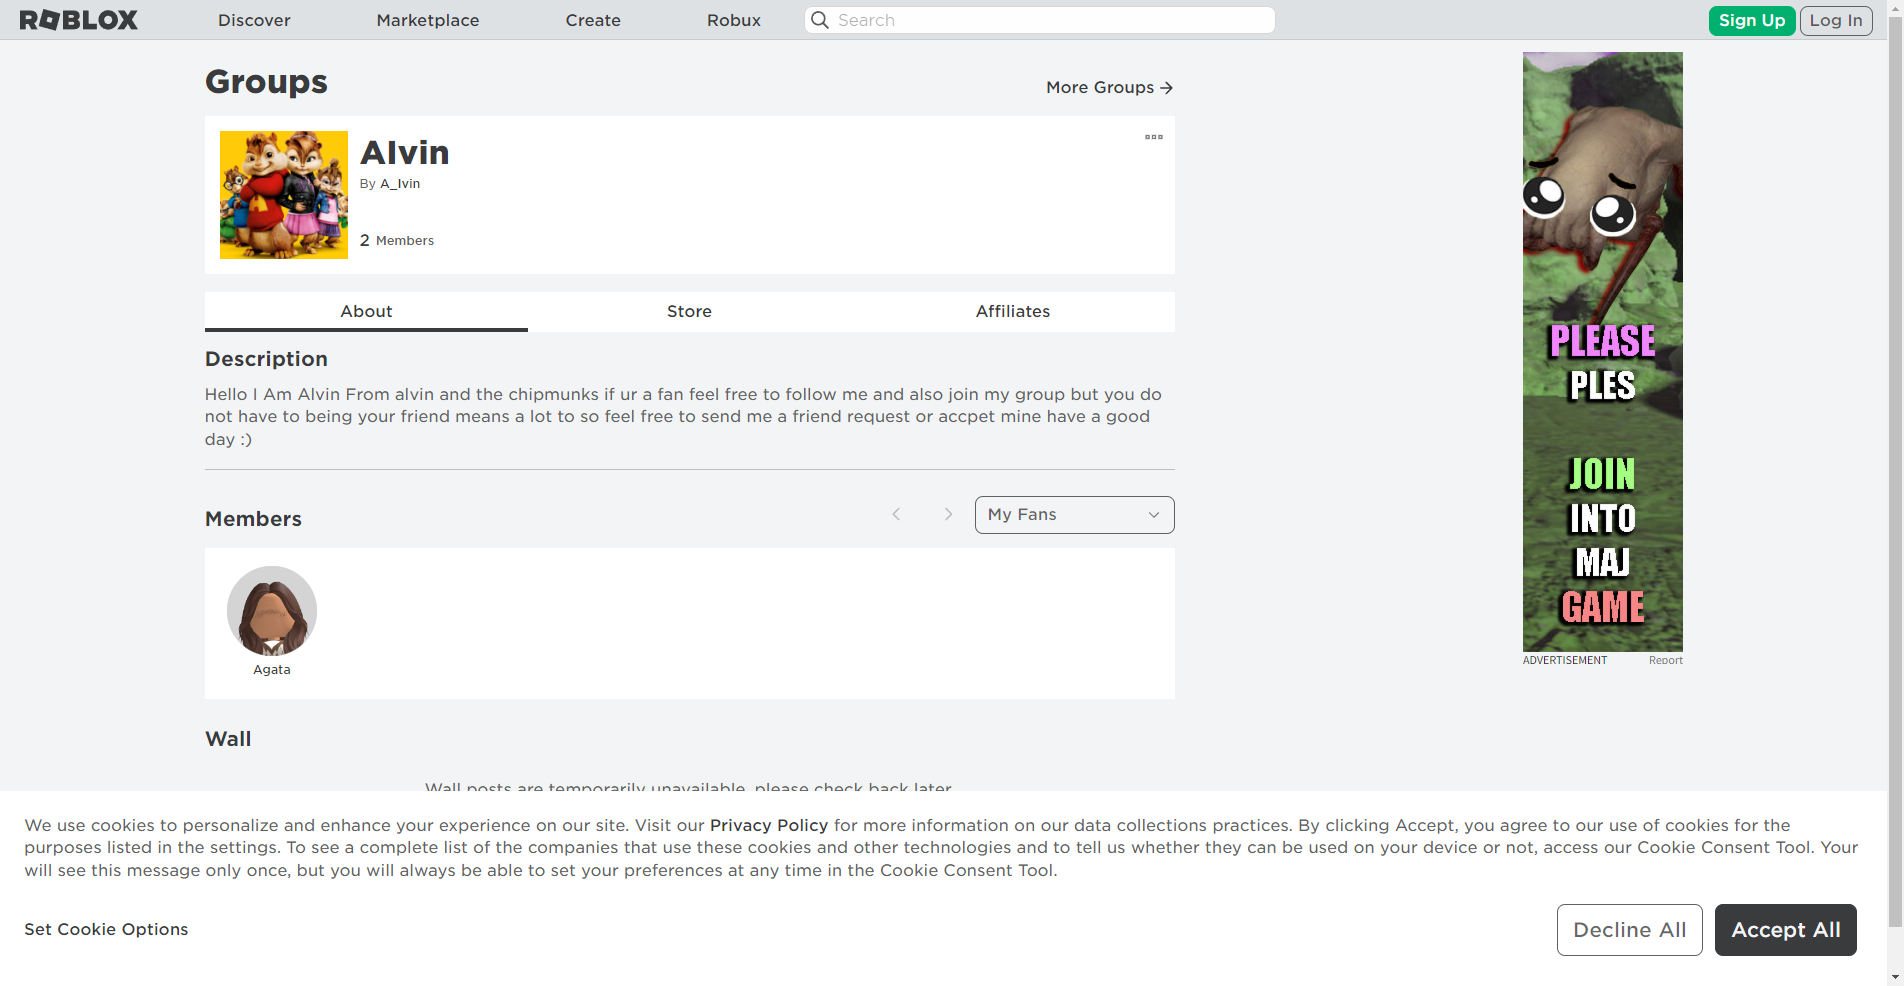 ROBLOX
Discover
Marketplace
Create
Robux
Search
Sign Up
Log In
Groups
More Groups
AIvin
By A_Ivin
2 Members
About
Store
Affiliates
Description
Hello I Am Alvin From alvin and the chipmunks if ur a fan feel free to follow me and also join my group but you do
not have to being your friend means a lot to so feel free to send me a friend request or accpet mine have a good
day :)
Members
My Fans
Agata
Wall
Wall posts are temporarily unavailable, please check back later.
PLEASE
PLES
JOIN
INTO
MAJ
GAME
ADVERTISEMENT
Report
We use cookies to personalize and enhance your experience on our site. Visit our Privacy Policy for more information on our data collections practices. By clicking Accept, you agree to our use of cookies for the
purposes listed in the settings. To see a complete list of the companies that use these cookies and other technologies and to tell us whether they can be used on your device or not, access our Cookie Consent Tool. Your
will see this message only once, but you will always be able to set your preferences at any time in the Cookie Consent Tool.
Set Cookie Options
Decline All
Accept All